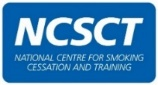 NCSCT
NATIONAL CENTRE FOR SMOKING
CESSATION AND TRAINING